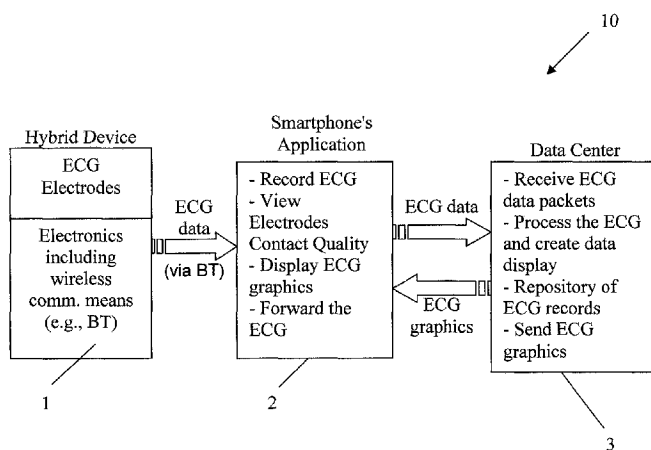 10
Hybrid Device
ECG
Electrodes
Electronics
including
wireless
comm. means
(e.g., BT)
1
ECG
data
(via BT)
Smartphone's
Application
- Record ECG
- View
Electrodes
Contact Quality
- Display ECG
graphics
- Forward the
ECG
2
ECG data
ECG
graphics
Data Center
- Receive ECG
data packets
- Process the ECG
and create data
display
- Repository of
ECG records
- Send ECG
graphics
3